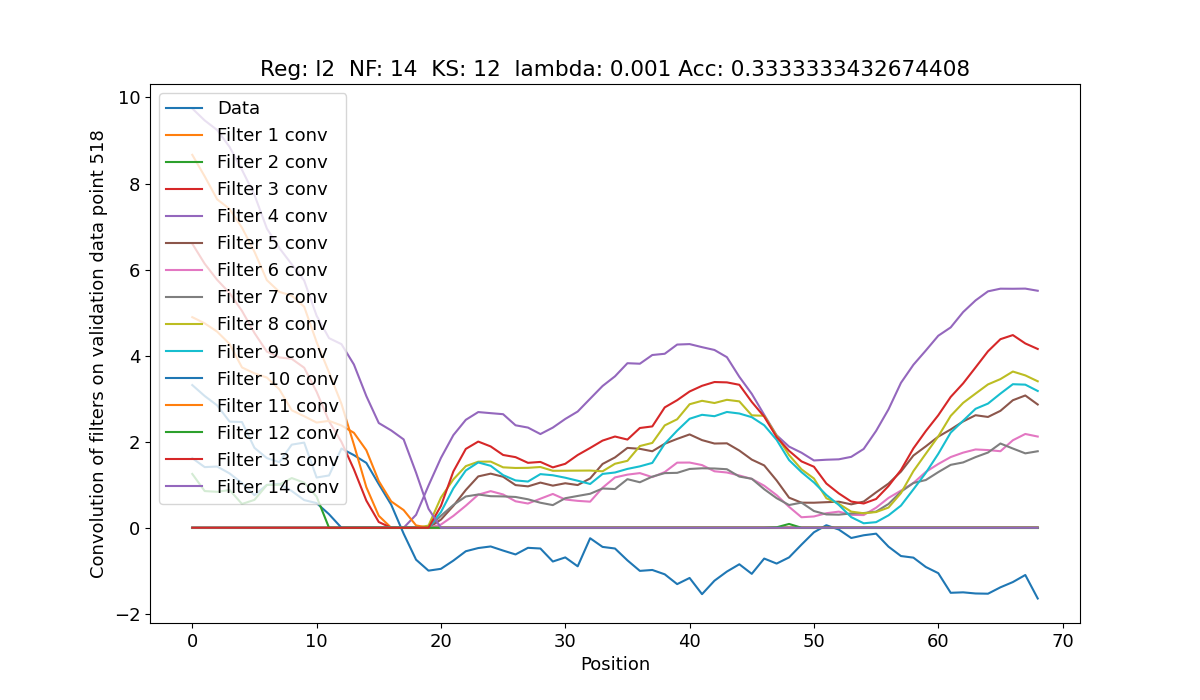 Reg: l2  NF: 14  KS: 12  lambda: 0.001 Acc: 0.3333333432674408
Convolution of filters on validation data point 518
10
8
6
4
2
0
−2
Data
Filter 1 conv
Filter 2 conv
Filter 3 conv
Filter 4 conv
Filter 5 conv
Filter 6 conv
Filter 7 conv
Filter 8 conv
Filter 9 conv
Filter 10 conv
Filter 11 conv
Filter 12 conv
Filter 13 conv
Filter 14 conv
0 10 20 30 40 50 60 70
Position